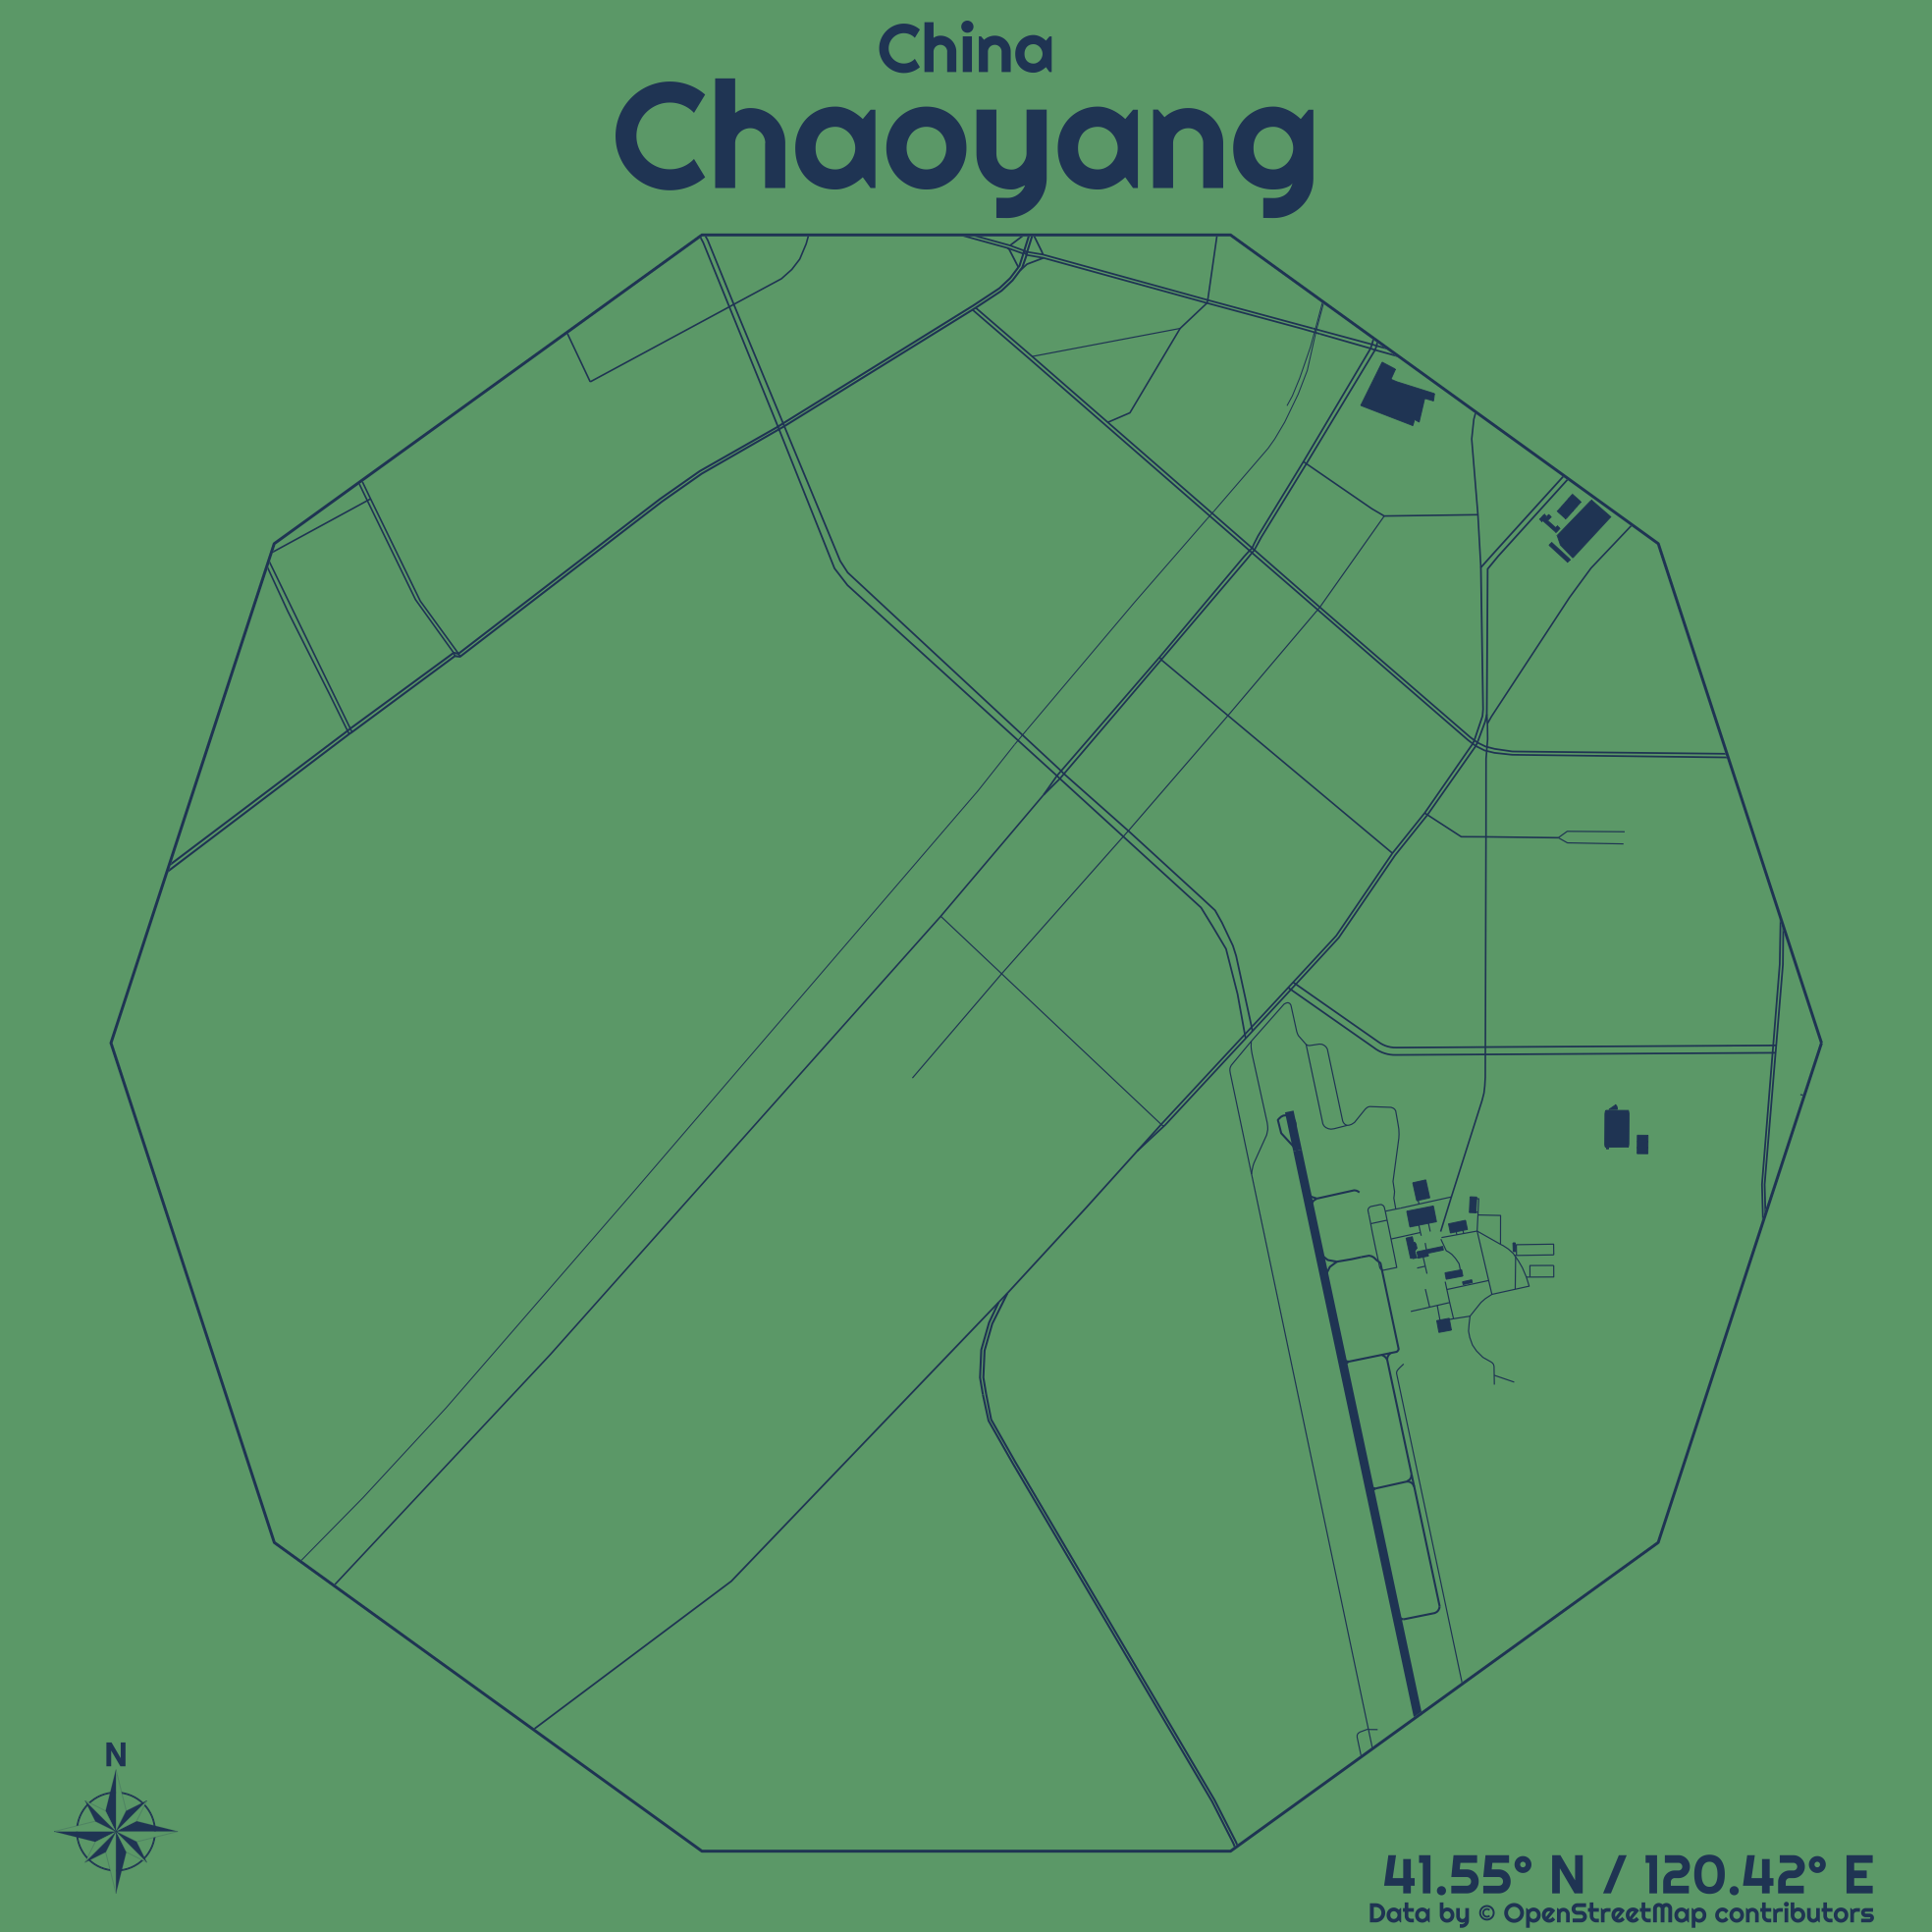 China
Chaoyang
N
41.55° N / 120.42° E
Data by © OpenStreetMap contributors